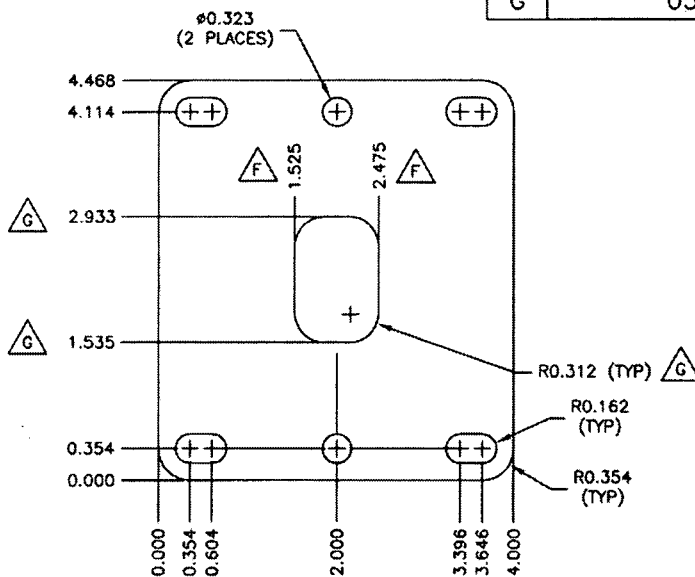 G
ø0.323
(2 PLACES)
4.468
4.114
F
1.525
2.475
F
G
2.933
G
1.535
R0.312 (TYP)
G
R0.162
(TYP)
0.354
0.000
R0.354
(TYP)
0.000
0.354
0.604
2.000
3.396
3.646
4.000